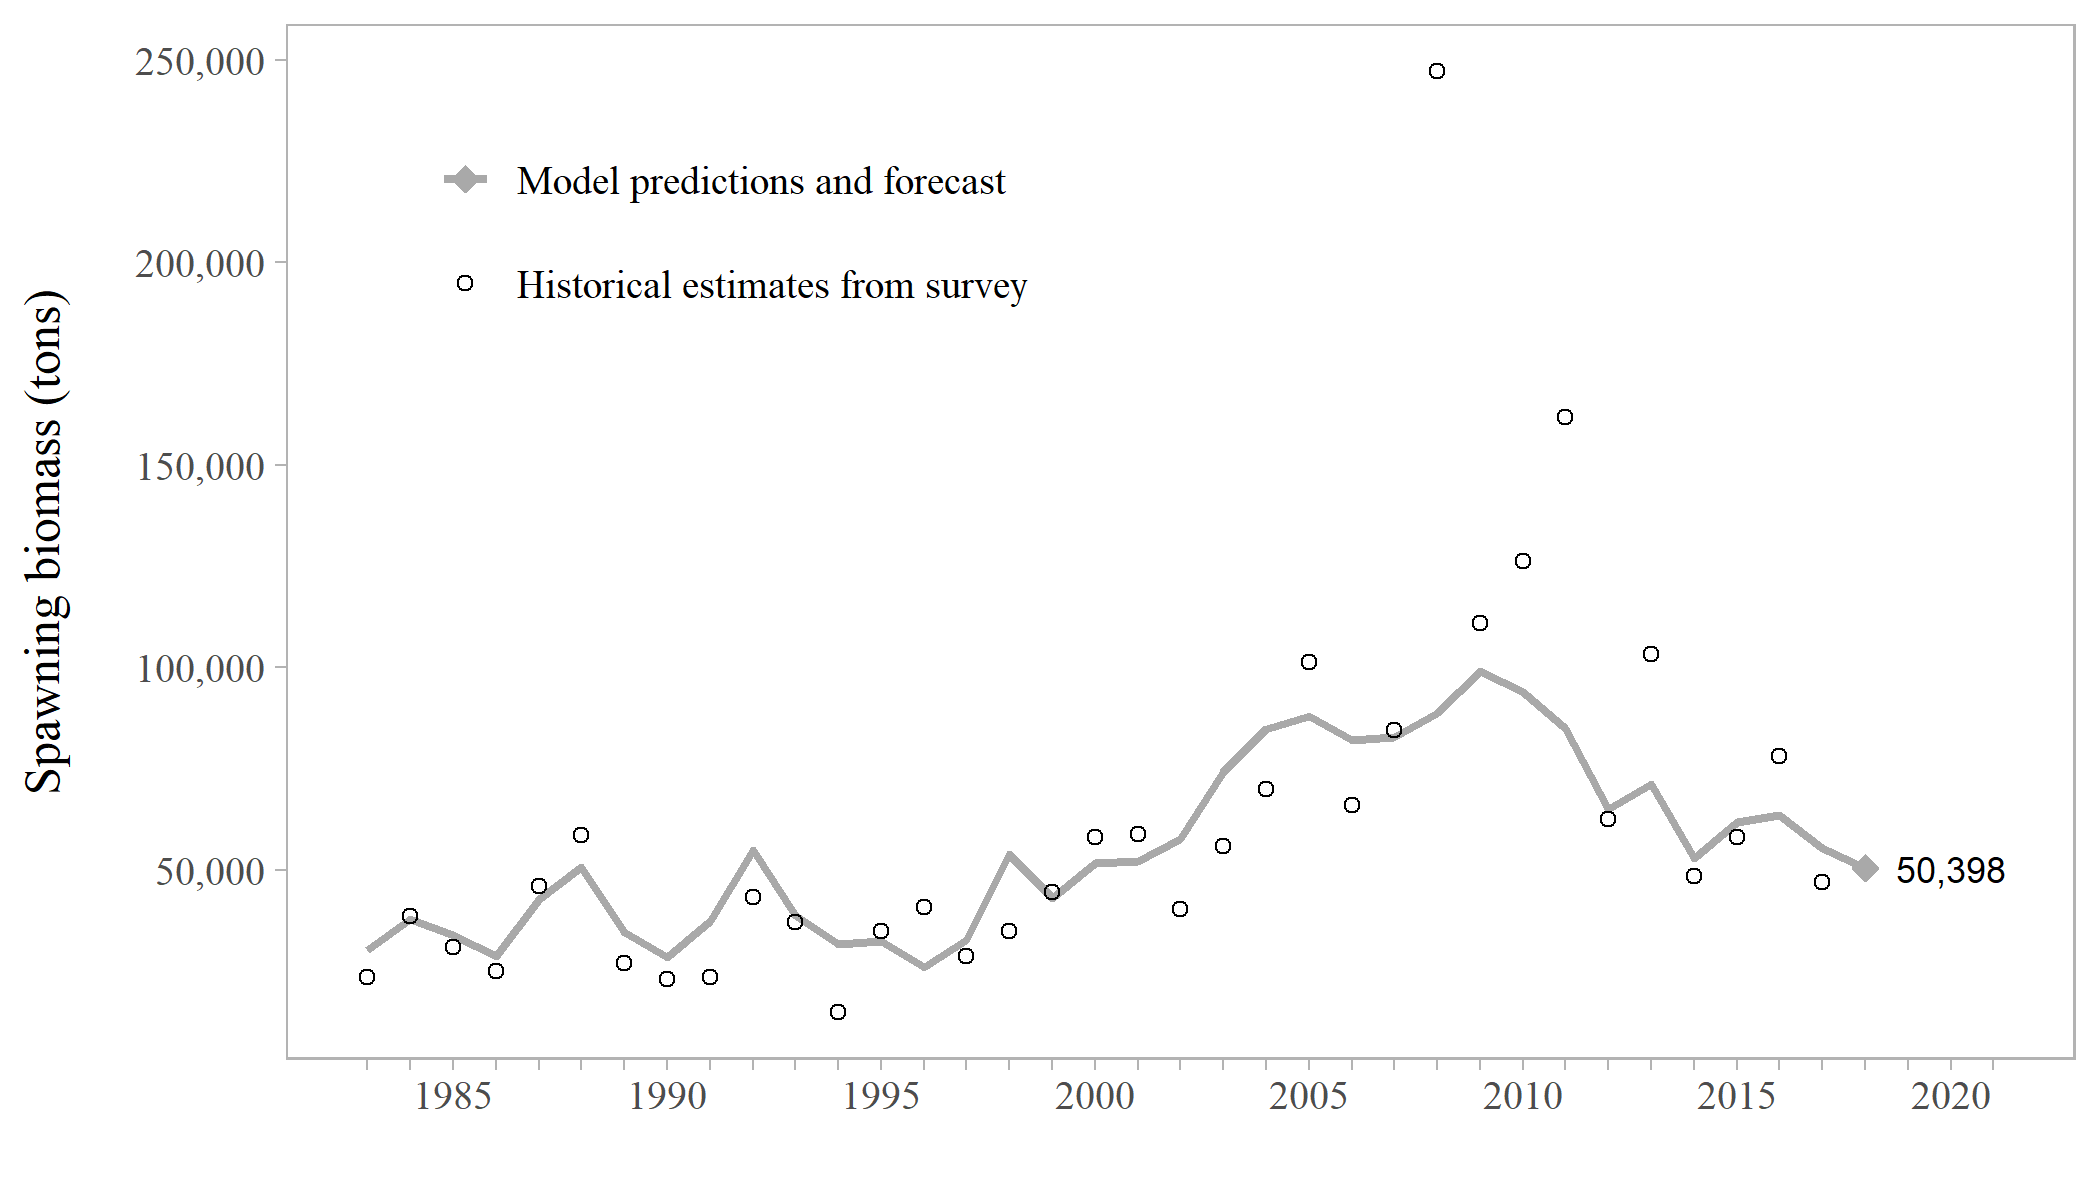 250,000
Model predictions and forecast
200,000
Historical estimates from survey
Spawning biomass (tons)
150,000
100,000
50,000
50,398
1985 1990 1995 2000 2005 2010 2015 2020